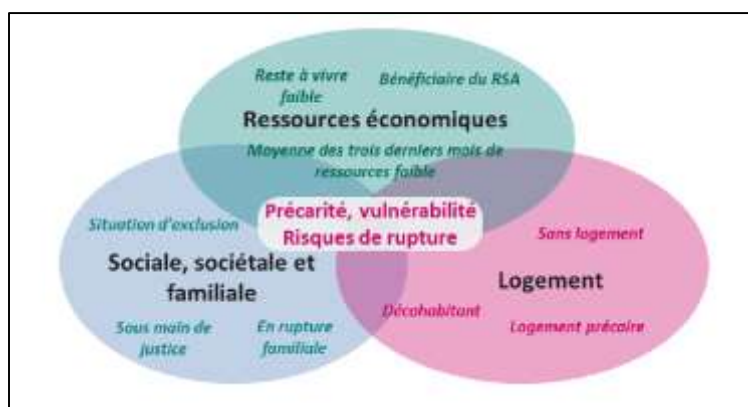 Reste à vivre
faible
Bénéficiaire du RSA
Ressources économiques
Moyenne des trois derniers mois de
ressources faible
Précarité, vulnérabilité
Risques de rupture
Situation d'exclusion
Sociale, sociétale et
familiale
Sous main de
justice
En rupture
familiale
Sans logement
Logement
Décohabitant
Logement précaire